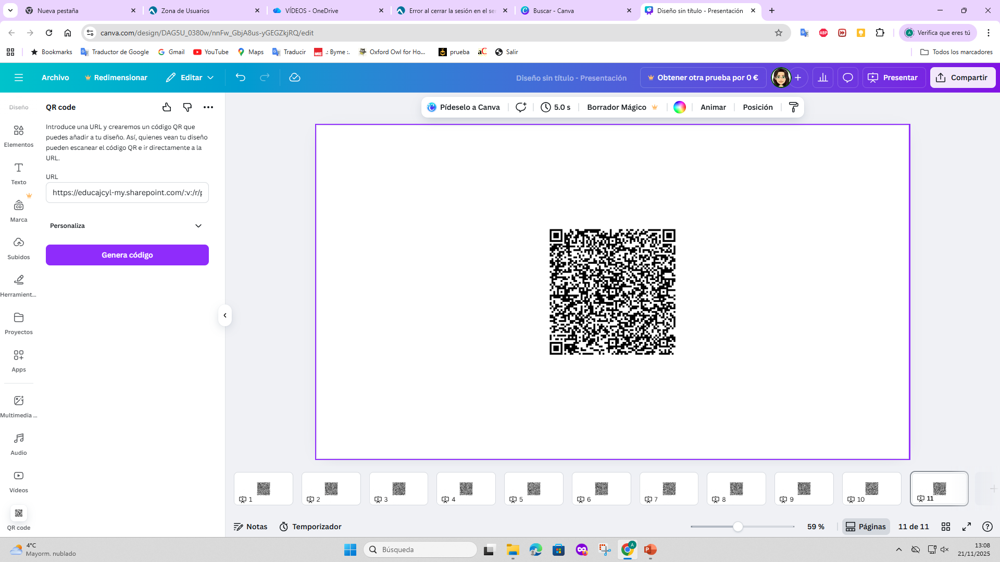 Nueva pestaña
Zona de Usuarios
VÍDEOS - OneDrive
Error al cerrar la sesión en el se
Buscar - Canva
Diseño sin título - Presentación
canva.com/design/DAG5U_0380w/nnFw_GbjA8us-yGEGZkjRQ/edit
ABP
A
Verifica que eres tú
Bookmarks
Traductor de Google
Gmail
YouTube
Maps
Traducir
ME
.: Byme :.
Oxford Owl for Ho...
prueba
aC
Salir
Todos los marcadores
Archivo
Redimensionar
Editar
Diseño sin título - Presentación
Obtener otra prueba por 0 €
Presentar
Compartir
Diseño
Elementos
Texto
Marca
Subidos
Herramient...
Proyectos
Apps
Multimedia ...
Audio
Vídeos
QR code
QR code
Introduce una URL y crearemos un código QR que
puedes añadir a tu diseño. Así, quienes vean tu diseño
pueden escanear el código QR e ir directamente a la
URL.
URL
https://educajcyl-my.sharepoint.com/:v:/r/p
Personaliza
Genera código
Pídeselo a Canva
5.0 s
Borrador Mágico
Animar
Posición
1
2
3
4
5
6
7
8
9
10
11
Notas
Temporizador
59 %
Páginas
11 de 11
4°C
Mayorm. nublado
Búsqueda
A
13:08
21/11/2025